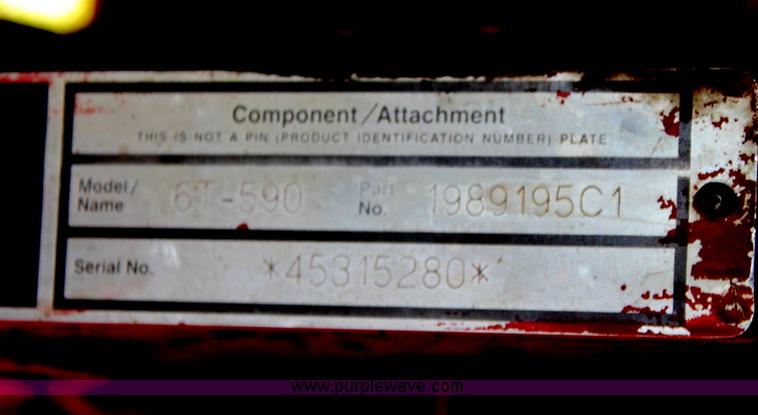 Component/Attachment
THIS IS NOT A PIN (PRODUCT IDENTIFICATION NUMBER) PLATE
Model/ Name 6T-590 Part No. 1989195C1
Serial No. *45315280*
www.purplewave.com